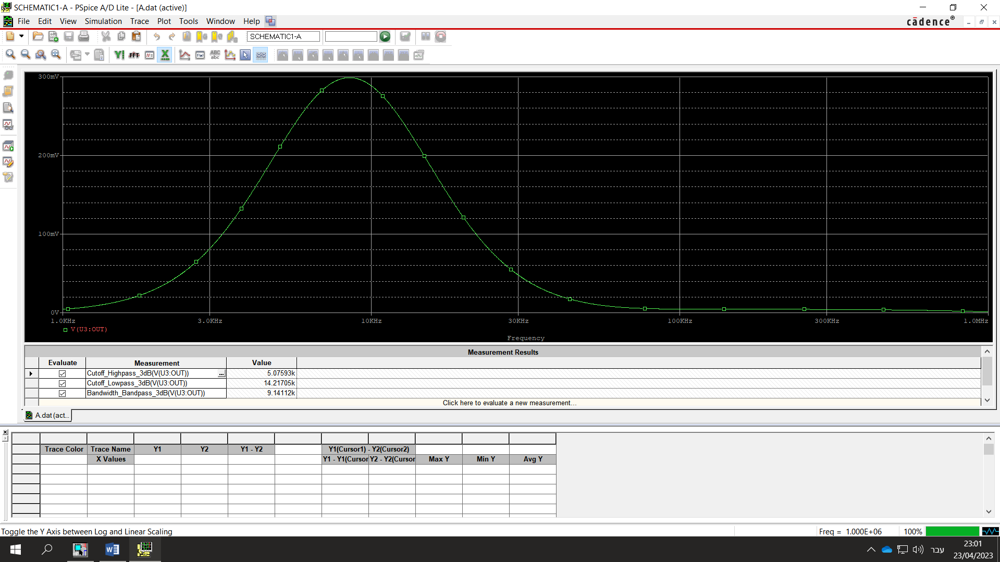 SCHEMATIC1-A - PSpice A/D Lite - [A.dat (active)]
File Edit View Simulation Trace Plot Tools Window Help
cādence®
SCHEMATIC1-A
FFT
ABC
abc
300mV
200mV
100mV
0V
1.0KHz 3.0KHz 10KHz 30KHz 100KHz 300KHz 1.0MHz
V(U3:OUT)
Frequency
Measurement Results
Evaluate Measurement Value
Cutoff_Highpass_3dB(V(U3:OUT)) ... 5.07593k
Cutoff_Lowpass_3dB(V(U3:OUT)) 14.21705k
Bandwidth_Bandpass_3dB(V(U3:OUT)) 9.14112k
Click here to evaluate a new measurement...
A.dat (act...
Trace Color Trace Name Y1 Y2 Y1 - Y2 Y1(Cursor1) - Y2(Cursor2)
X Values Y1 - Y1(Cursor Y2 - Y2(Cursor Max Y Min Y Avg Y
Toggle the Y Axis between Log and Linear Scaling Freq = 1.000E+06 100%
עבר 23:01
23/04/2023